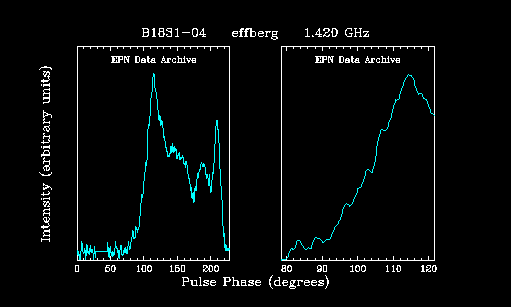 B1831-04 effberg 1.420 GHz
EPN Data Archive EPN Data Archive
Intensity (arbitrary units)
0 50 100 150 200 80 90 100 110 120
Pulse Phase (degrees)